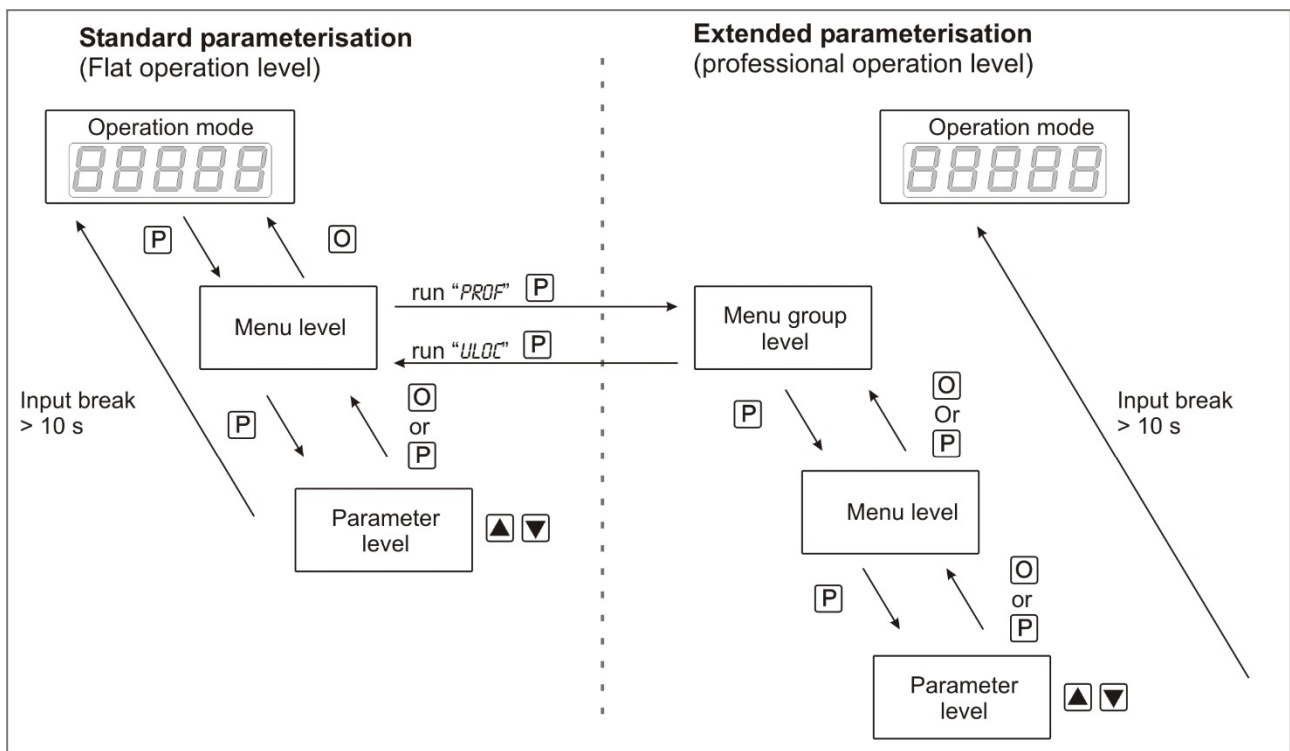 Standard parameterisation
(Flat operation level)
Operation mode
88888
P
O
Menu level
run “PROF” P
run “ULOC” P
Input break
> 10 s
P
O
or
P
Parameter
level
▲ ▼
Extended parameterisation
(professional operation level)
Operation mode
88888
Menu group
level
P
O
Or
P
Input break
> 10 s
Menu level
P
O
or
P
Parameter
level
▲ ▼